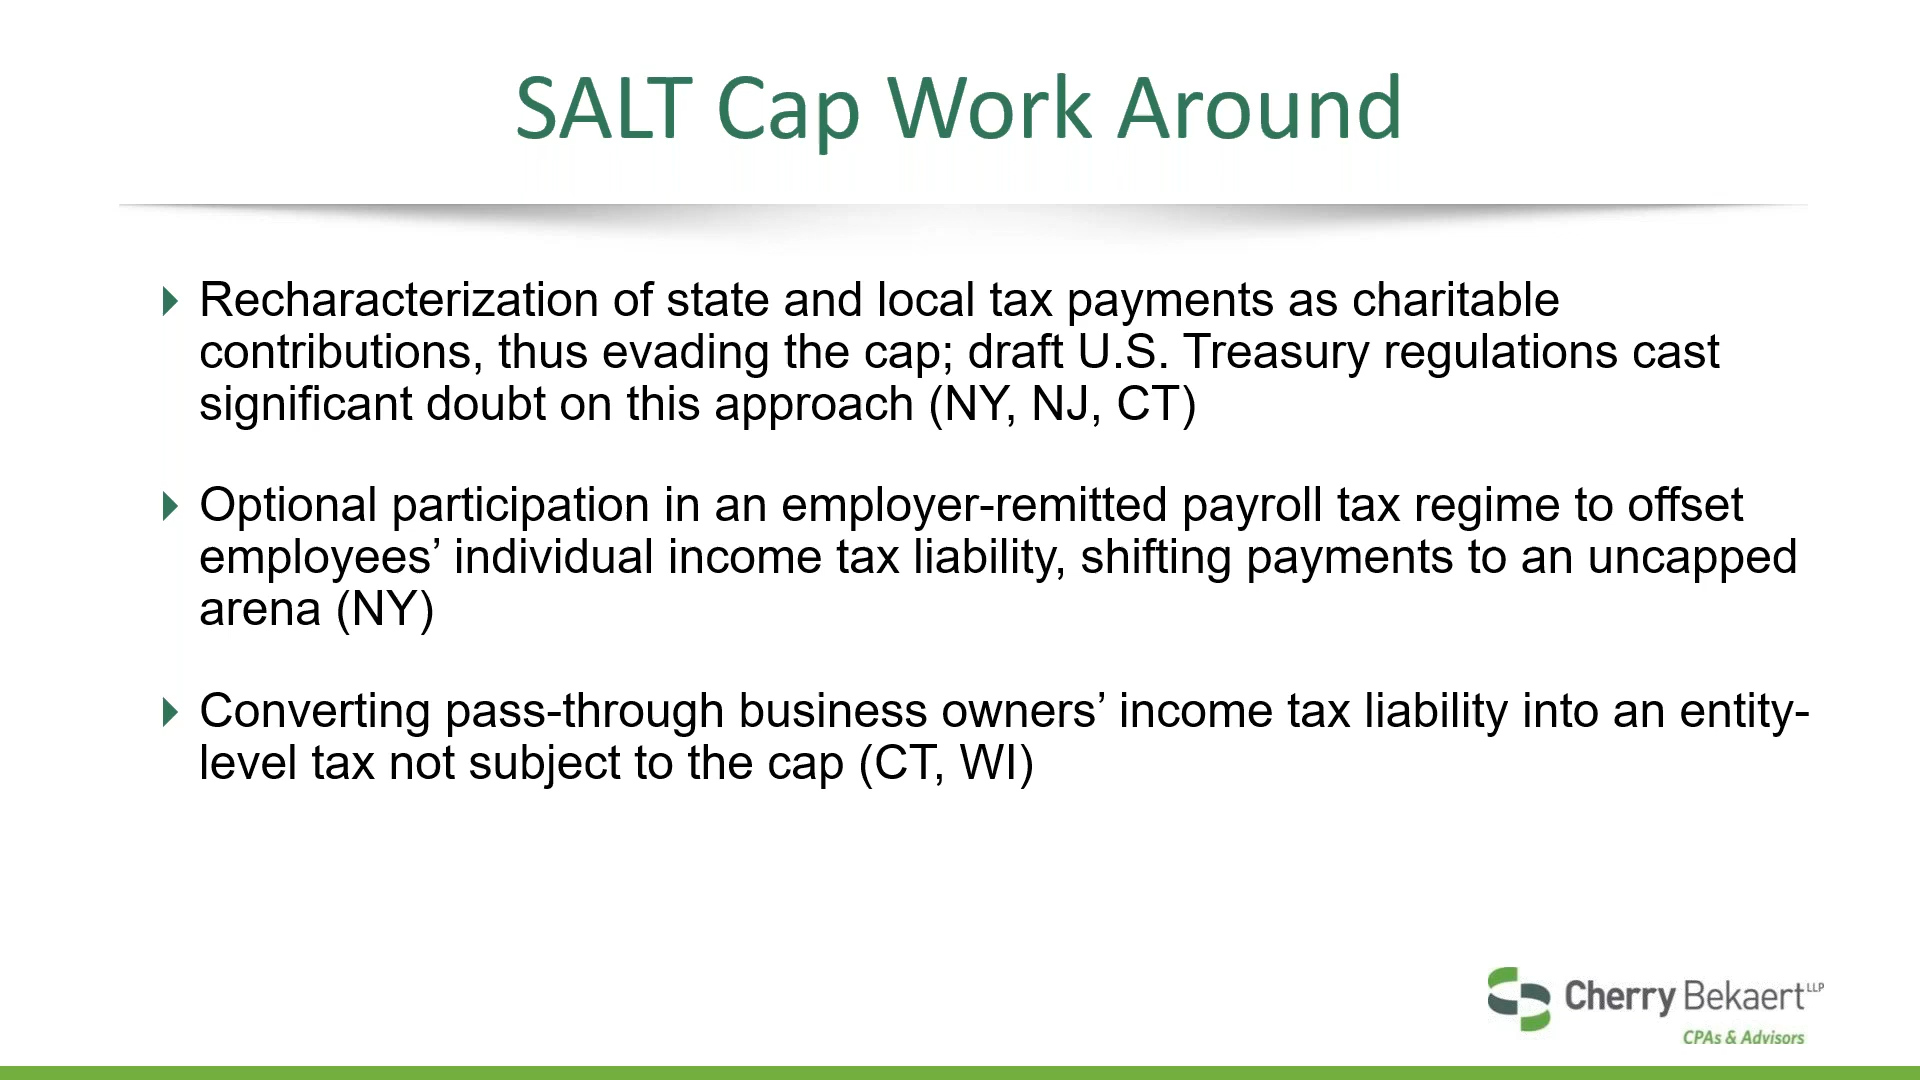 SALT Cap Work Around
Recharacterization of state and local tax payments as charitable
contributions, thus evading the cap; draft U.S. Treasury regulations cast
significant doubt on this approach (NY, NJ, CT)
Optional participation in an employer-remitted payroll tax regime to offset
employees’ individual income tax liability, shifting payments to an uncapped
arena (NY)
Converting pass-through business owners’ income tax liability into an entity-
level tax not subject to the cap (CT, WI)
Cherry Bekaert LLP
CPAs & Advisors